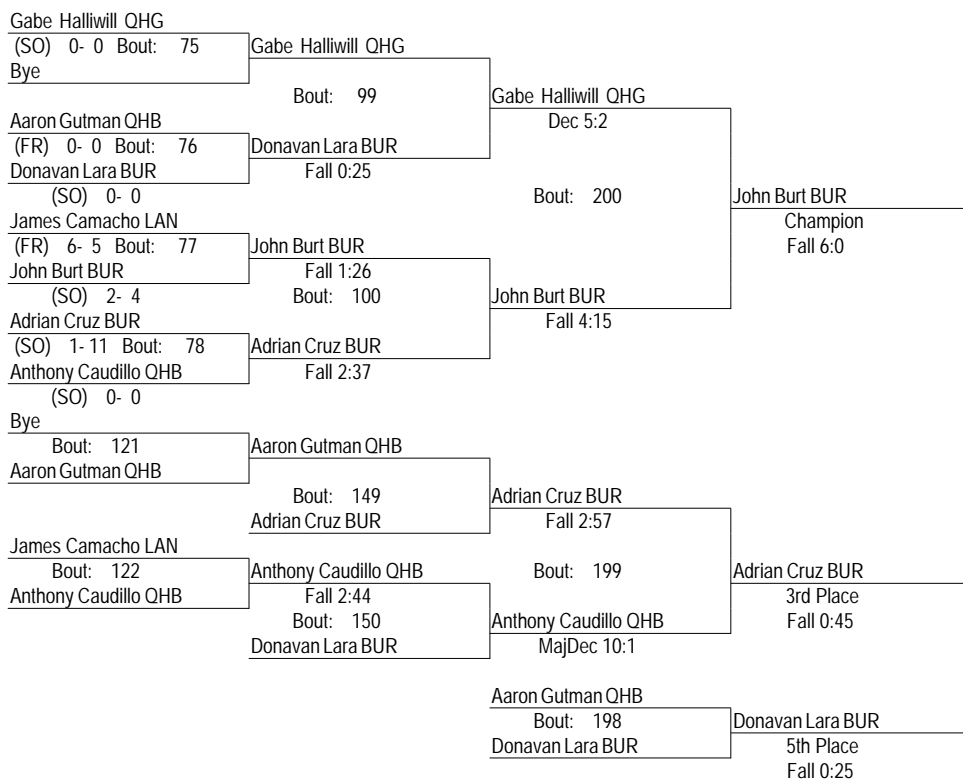 Gabe Halliwill QHG
(SO) 0- 0 Bout: 75
Bye
Gabe Halliwill QHG
Bout: 99
Aaron Gutman QHB
(FR) 0- 0 Bout: 76
Donavan Lara BUR
(SO) 0- 0
Donavan Lara BUR
Fall 0:25
Gabe Halliwill QHG
Dec 5:2
Bout: 200
James Camacho LAN
(FR) 6- 5 Bout: 77
John Burt BUR
(SO) 2- 4
John Burt BUR
Fall 1:26
Bout: 100
Adrian Cruz BUR
(SO) 1- 11 Bout: 78
Anthony Caudillo QHB
(SO) 0- 0
Adrian Cruz BUR
Fall 2:37
John Burt BUR
Fall 4:15
John Burt BUR
Champion
Fall 6:0
Bye
Bout: 121
Aaron Gutman QHB
Aaron Gutman QHB
Bout: 149
Adrian Cruz BUR
Adrian Cruz BUR
Fall 2:57
Bout: 199
James Camacho LAN
Bout: 122
Anthony Caudillo QHB
Anthony Caudillo QHB
Fall 2:44
Bout: 150
Donavan Lara BUR
Anthony Caudillo QHB
MajDec 10:1
Adrian Cruz BUR
3rd Place
Fall 0:45
Aaron Gutman QHB
Bout: 198
Donavan Lara BUR
Donavan Lara BUR
5th Place
Fall 0:25